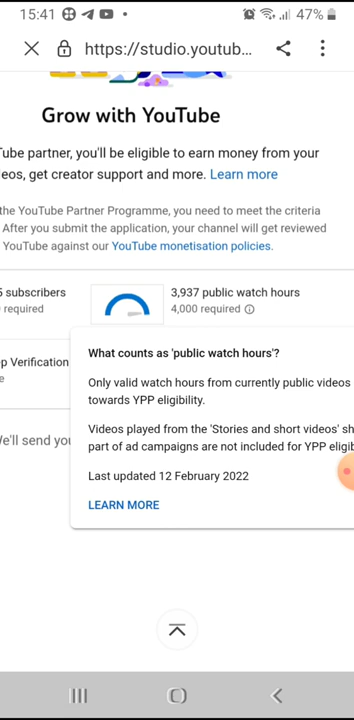 15:41
47%
https://studio.youtub...
Grow with YouTube
Tube partner, you'll be eligible to earn money from your
eos, get creator support and more. Learn more
the YouTube Partner Programme, you need to meet the criteria
After you submit the application, your channel will get reviewed
YouTube against our YouTube monetisation policies.
5 subscribers
required
3,937 public watch hours
4,000 required
p Verification
e
We'll send you
What counts as 'public watch hours'?
Only valid watch hours from currently public videos
towards YPP eligibility.
Videos played from the 'Stories and short videos' sh
part of ad campaigns are not included for YPP eligib
Last updated 12 February 2022
LEARN MORE